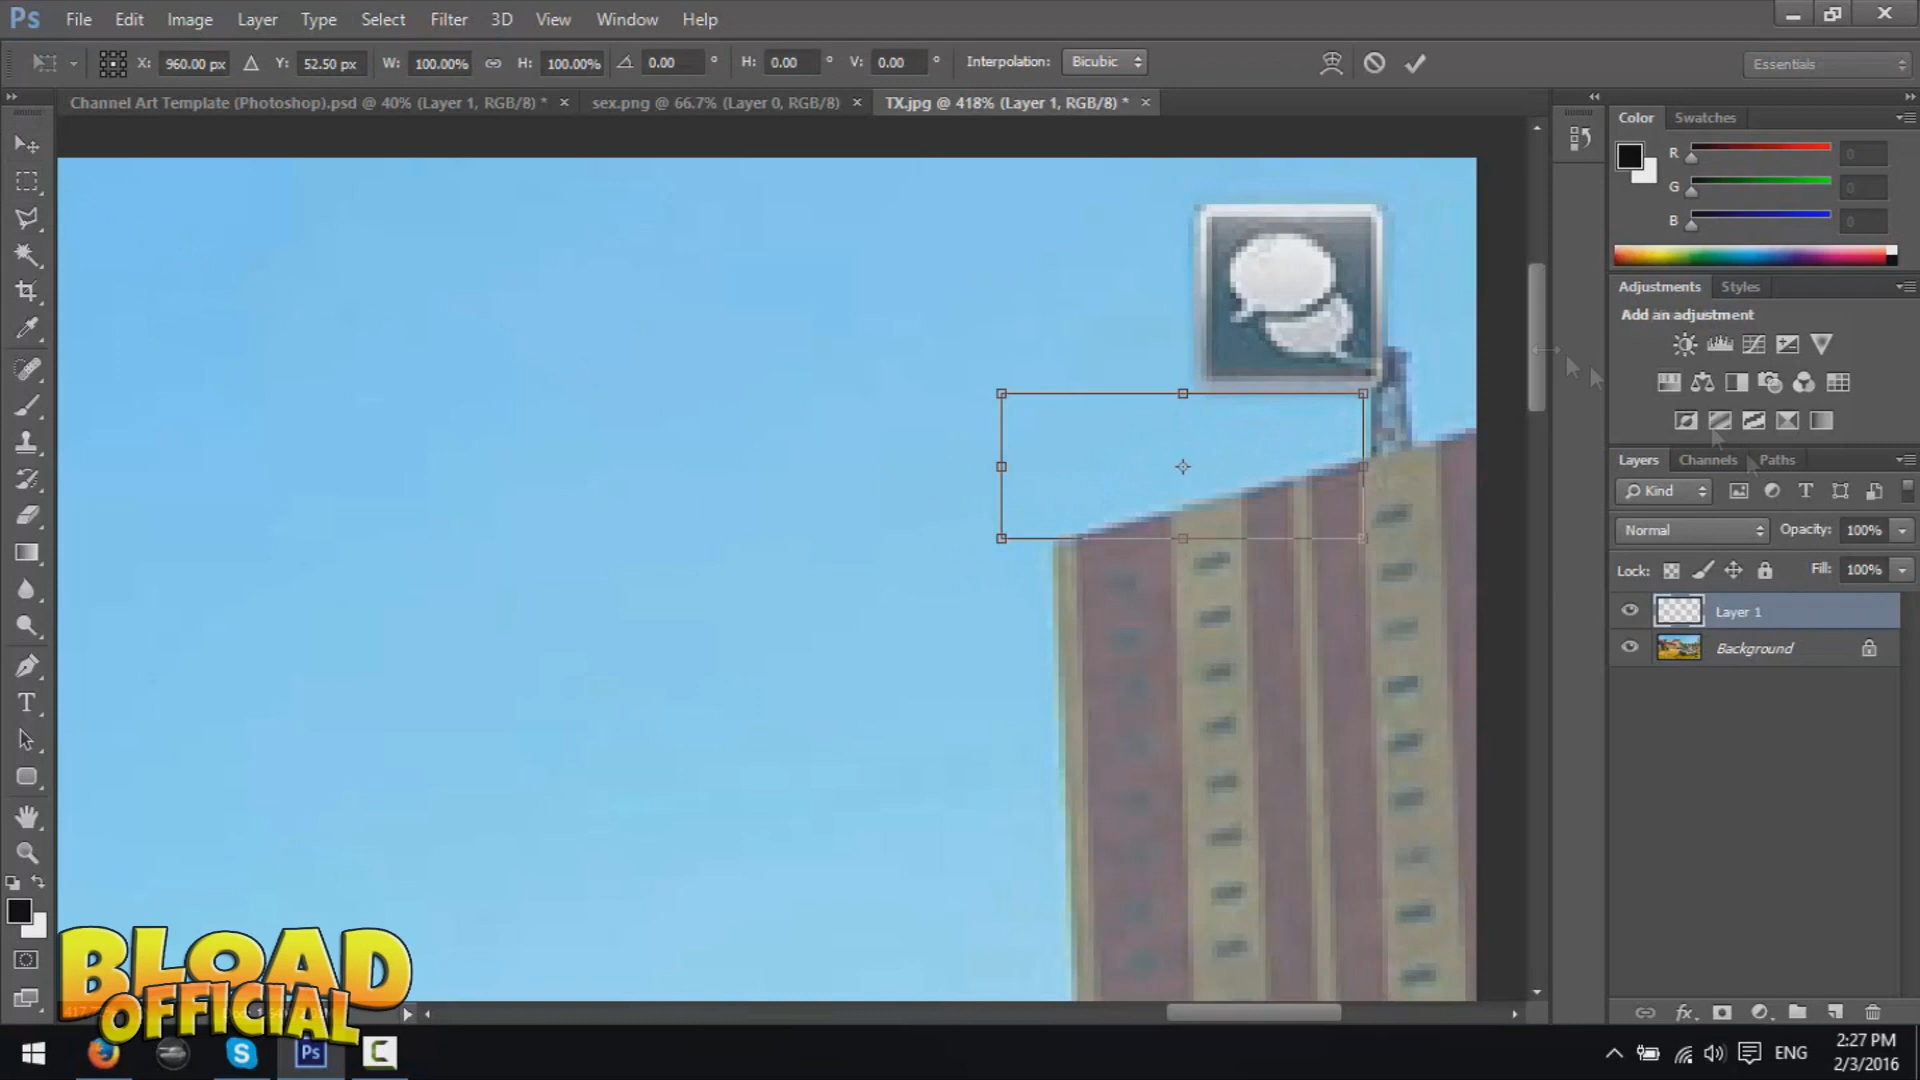 Ps File Edit Image Layer Type Select Filter 3D View Window Help
X: 960.00 px Y: 52.50 px W: 100.00% H: 100.00% 0.00 ° H: 0.00 ° V: 0.00 ° Interpolation: Bicubic Essentials
Channel Art Template (Photoshop).psd @ 40% (Layer 1, RGB/8) * × sex.png @ 66.7% (Layer 0, RGB/8) × TX.jpg @ 418% (Layer 1, RGB/8) * ×
Color Swatches
R 0
G 0
B 0
Adjustments Styles
Add an adjustment
Layers Channels Paths
Kind
Normal Opacity: 100%
Lock: Fill: 100%
Layer 1
Background
T
BLOAD
OFFICIAL
S Ps C
ENG
2:27 PM
2/3/2016